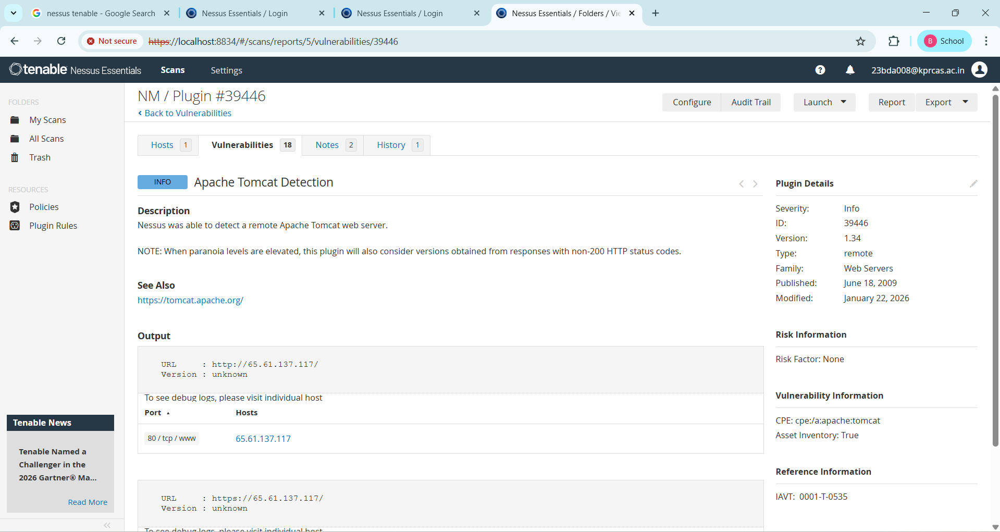 nessus tenable - Google Search
Nessus Essentials / Login
Nessus Essentials / Login
Nessus Essentials / Folders / Vie
Not secure
https://localhost:8834/#/scans/reports/5/vulnerabilities/39446
B School
tenable Nessus Essentials
Scans
Settings
?
23bda008@kprcas.ac.in
FOLDERS
My Scans
All Scans
Trash
RESOURCES
Policies
Plugin Rules
Tenable News
Tenable Named a
Challenger in the
2026 Gartner® Ma...
Read More
NM / Plugin #39446
Back to Vulnerabilities
Configure
Audit Trail
Launch
Report
Export
Hosts 1
Vulnerabilities 18
Notes 2
History 1
INFO Apache Tomcat Detection
Description
Nessus was able to detect a remote Apache Tomcat web server.
NOTE: When paranoia levels are elevated, this plugin will also consider versions obtained from responses with non-200 HTTP status codes.
See Also
https://tomcat.apache.org/
Output
URL : http://65.61.137.117/
Version : unknown
To see debug logs, please visit individual host
Port Hosts
80 / tcp / www 65.61.137.117
URL : https://65.61.137.117/
Version : unknown
To see debug logs, please visit individual host
Plugin Details
Severity: Info
ID: 39446
Version: 1.34
Type: remote
Family: Web Servers
Published: June 18, 2009
Modified: January 22, 2026
Risk Information
Risk Factor: None
Vulnerability Information
CPE: cpe:/a:apache:tomcat
Asset Inventory: True
Reference Information
IAVT: 0001-T-0535